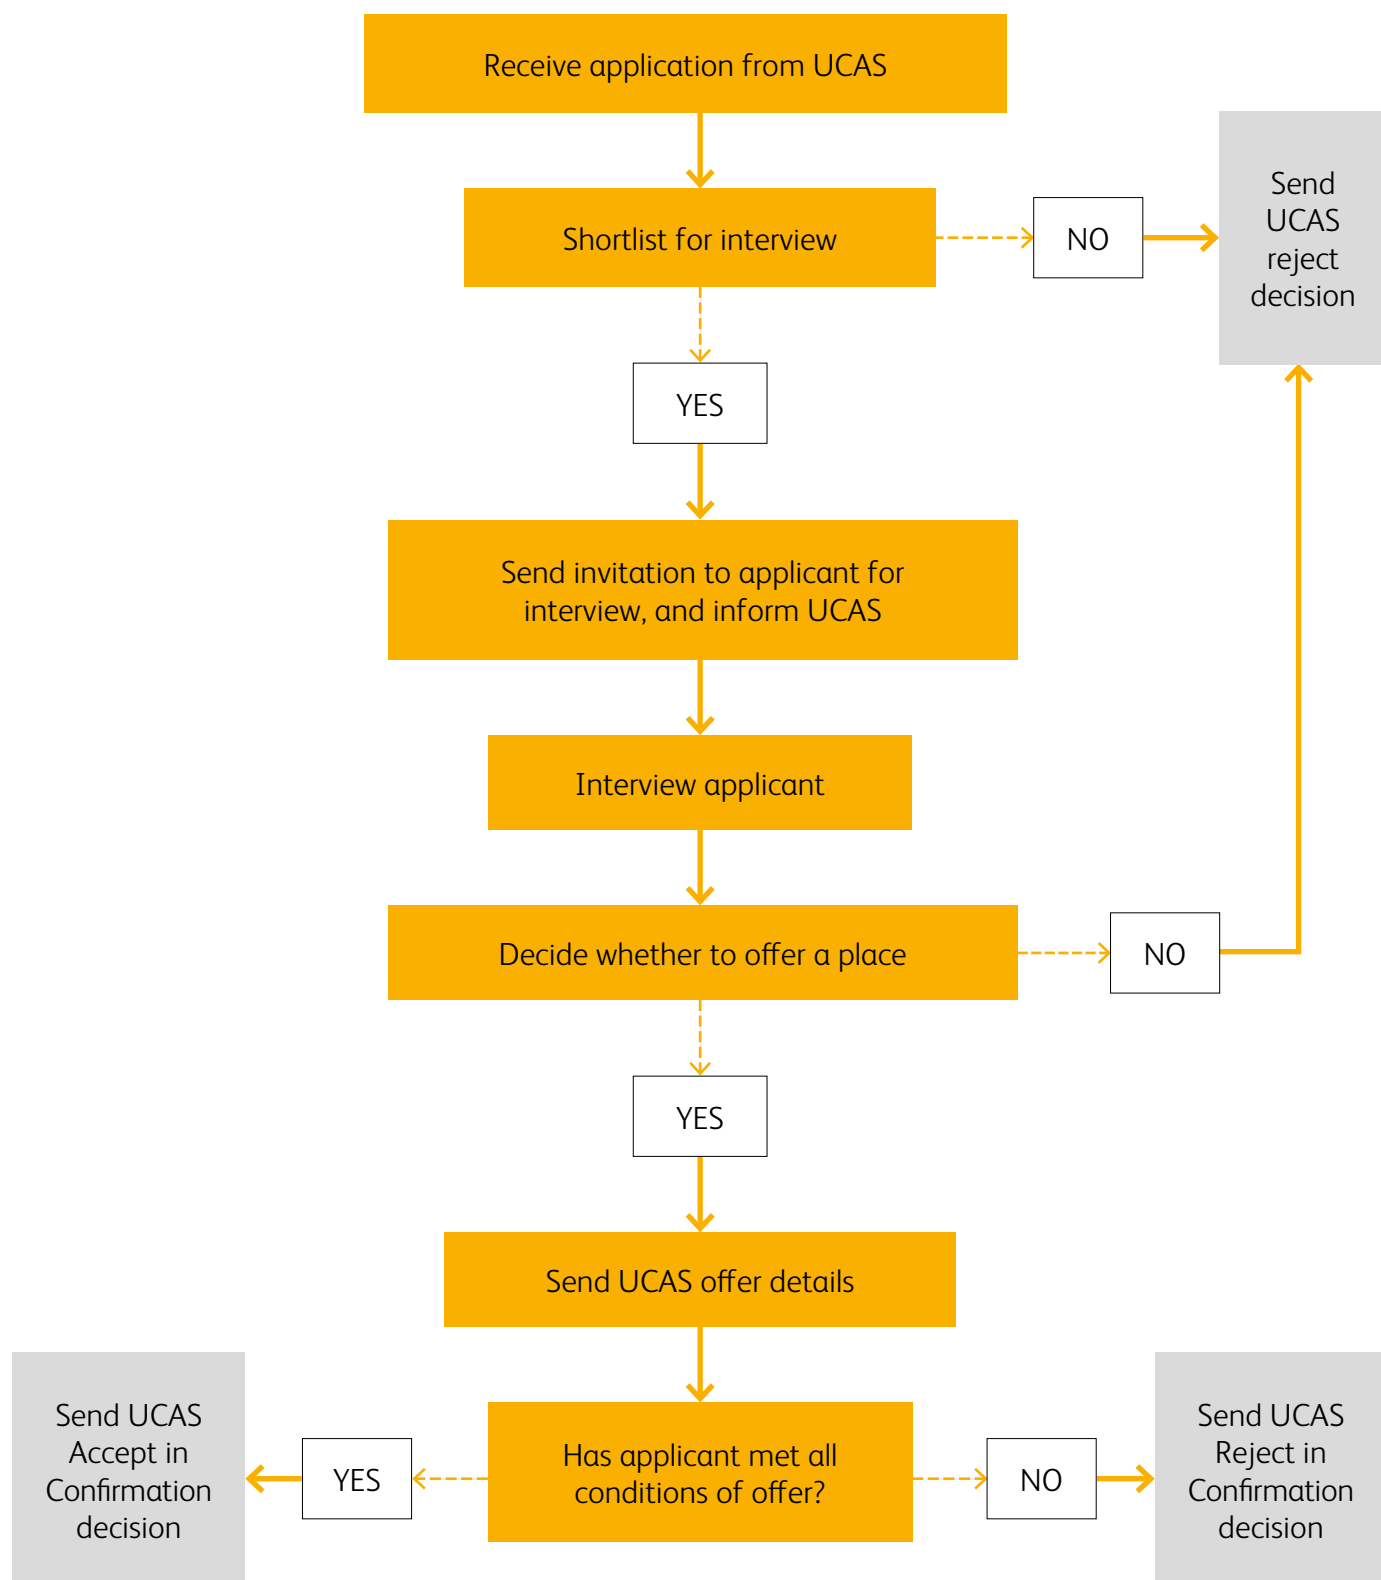 Receive application from UCAS
Shortlist for interview
NO
Send
UCAS
reject
decision
YES
Send invitation to applicant for
interview, and inform UCAS
Interview applicant
Decide whether to offer a place
NO
YES
Send UCAS offer details
Has applicant met all
conditions of offer?
YES
Send UCAS
Accept in
Confirmation
decision
NO
Send UCAS
Reject in
Confirmation
decision